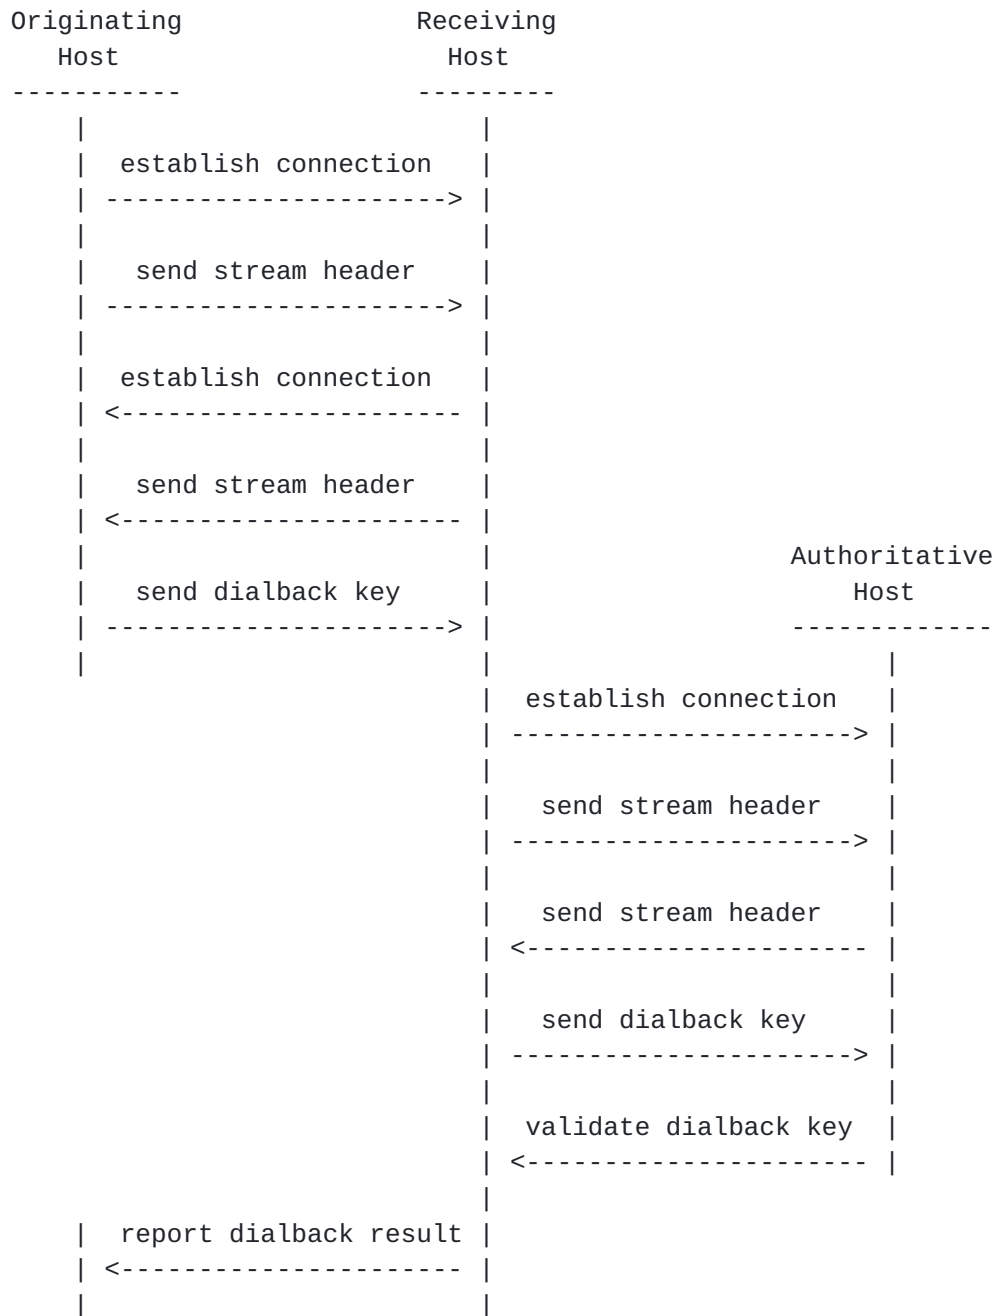 Originating                Receiving
Host                       Host
-----------                ---------
establish connection
send stream header
establish connection
send stream header
Authoritative
send dialback key          Host
-------------
establish connection
send stream header
send stream header
send dialback key
validate dialback key
report dialback result